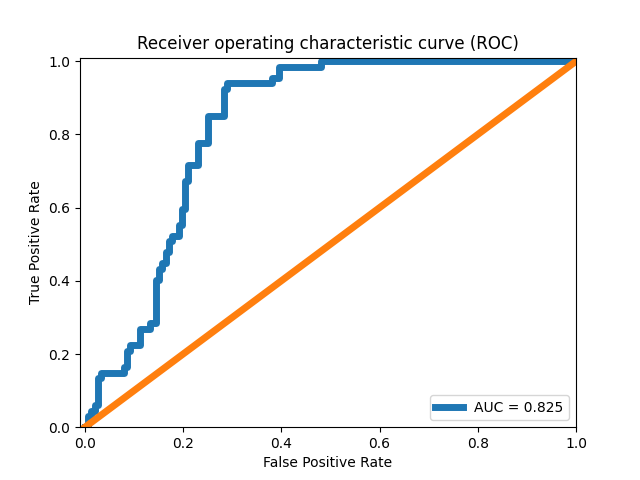 Receiver operating characteristic curve (ROC)
True Positive Rate
1.0
0.8
0.6
0.4
0.2
0.0
AUC = 0.825
0.0 0.2 0.4 0.6 0.8 1.0
False Positive Rate